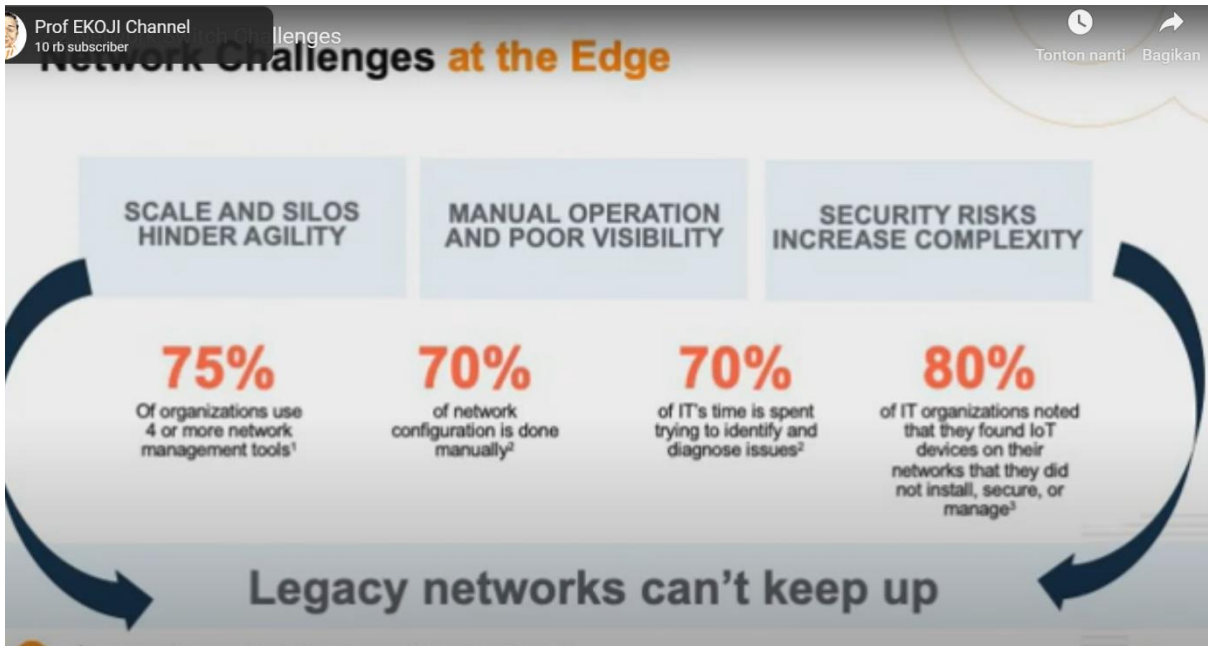 Prof EKOJI Channel
10 rb subscriber
Challenges
Tonton nanti
Bagikan
Network Challenges at the Edge
SCALE AND SILOS
HINDER AGILITY
MANUAL OPERATION
AND POOR VISIBILITY
SECURITY RISKS
INCREASE COMPLEXITY
75%
Of organizations use
4 or more network
management tools¹
70%
of network
configuration is done
manually²
70%
of IT's time is spent
trying to identify and
diagnose issues²
80%
of IT organizations noted
that they found IoT
devices on their
networks that they did
not install, secure, or
manage³
Legacy networks can't keep up